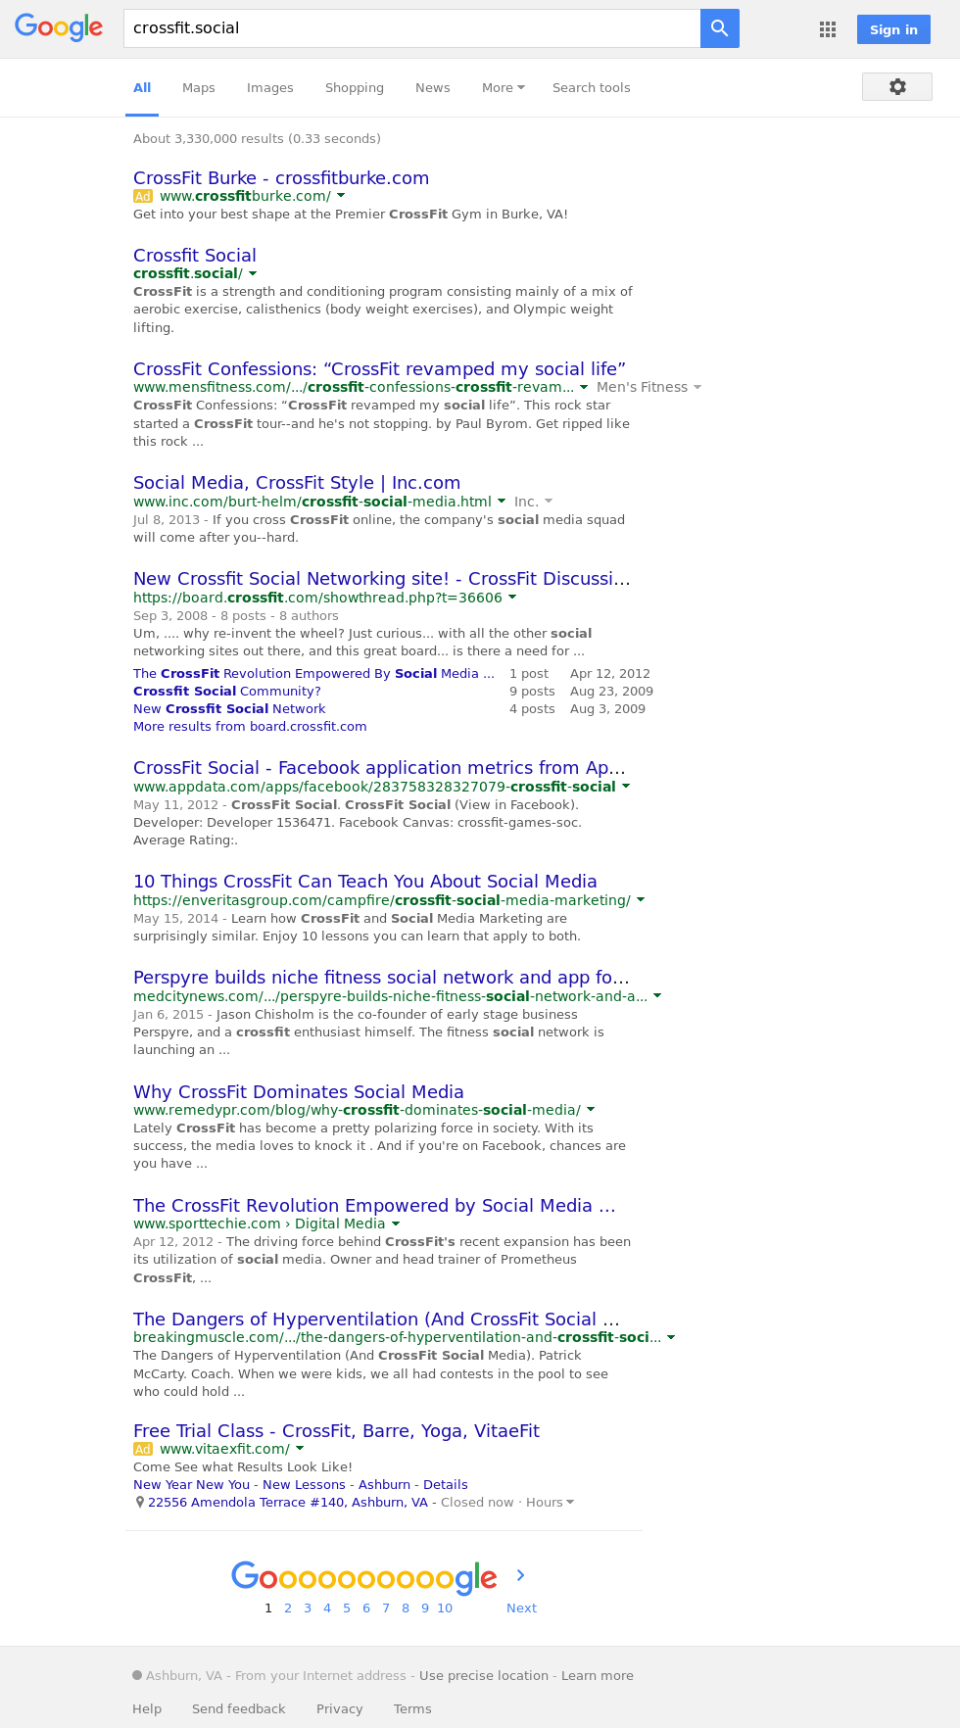 Google
crossfit.social
Sign in
All Maps Images Shopping News More Search tools
About 3,330,000 results (0.33 seconds)
CrossFit Burke - crossfitburke.com
Ad www.crossfitburke.com/
Get into your best shape at the Premier CrossFit Gym in Burke, VA!
Crossfit Social
crossfit.social/
CrossFit is a strength and conditioning program consisting mainly of a mix of
aerobic exercise, calisthenics (body weight exercises), and Olympic weight
lifting.
CrossFit Confessions: “CrossFit revamped my social life”
www.mensfitness.com/.../crossfit-confessions-crossfit-revam... Men's Fitness
CrossFit Confessions: “CrossFit revamped my social life”. This rock star
started a CrossFit tour--and he's not stopping. by Paul Byrom. Get ripped like
this rock ...
Social Media, CrossFit Style | Inc.com
www.inc.com/burt-helm/crossfit-social-media.html Inc.
Jul 8, 2013 - If you cross CrossFit online, the company's social media squad
will come after you--hard.
New Crossfit Social Networking site! - CrossFit Discussi...
https://board.crossfit.com/showthread.php?t=36606
Sep 3, 2008 - 8 posts - 8 authors
Um, .... why re-invent the wheel? Just curious... with all the other social
networking sites out there, and this great board... is there a need for ...
The CrossFit Revolution Empowered By Social Media ... 1 post Apr 12, 2012
Crossfit Social Community? 9 posts Aug 23, 2009
New Crossfit Social Network 4 posts Aug 3, 2009
More results from board.crossfit.com
CrossFit Social - Facebook application metrics from Ap...
www.appdata.com/apps/facebook/283758328327079-crossfit-social
May 11, 2012 - CrossFit Social. CrossFit Social (View in Facebook).
Developer: Developer 1536471. Facebook Canvas: crossfit-games-soc.
Average Rating:.
10 Things CrossFit Can Teach You About Social Media
https://enveritasgroup.com/campfire/crossfit-social-media-marketing/
May 15, 2014 - Learn how CrossFit and Social Media Marketing are
surprisingly similar. Enjoy 10 lessons you can learn that apply to both.
Perspyre builds niche fitness social network and app fo...
medcitynews.com/.../perspyre-builds-niche-fitness-social-network-and-a...
Jan 6, 2015 - Jason Chisholm is the co-founder of early stage business
Perspyre, and a crossfit enthusiast himself. The fitness social network is
launching an ...
Why CrossFit Dominates Social Media
www.remedypr.com/blog/why-crossfit-dominates-social-media/
Lately CrossFit has become a pretty polarizing force in society. With its
success, the media loves to knock it . And if you're on Facebook, chances are
you have ...
The CrossFit Revolution Empowered by Social Media ...
www.sporttechie.com › Digital Media
Apr 12, 2012 - The driving force behind CrossFit's recent expansion has been
its utilization of social media. Owner and head trainer of Prometheus
CrossFit, ...
The Dangers of Hyperventilation (And CrossFit Social ...
breakingmuscle.com/.../the-dangers-of-hyperventilation-and-crossfit-soci...
The Dangers of Hyperventilation (And CrossFit Social Media). Patrick
McCarty. Coach. When we were kids, we all had contests in the pool to see
who could hold ...
Free Trial Class - CrossFit, Barre, Yoga, VitaeFit
Ad www.vitaexfit.com/
Come See what Results Look Like!
New Year New You - New Lessons - Ashburn - Details
22556 Amendola Terrace #140, Ashburn, VA - Closed now · Hours
Goooooooooogle
1 2 3 4 5 6 7 8 9 10 Next
Ashburn, VA - From your Internet address - Use precise location - Learn more
Help Send feedback Privacy Terms